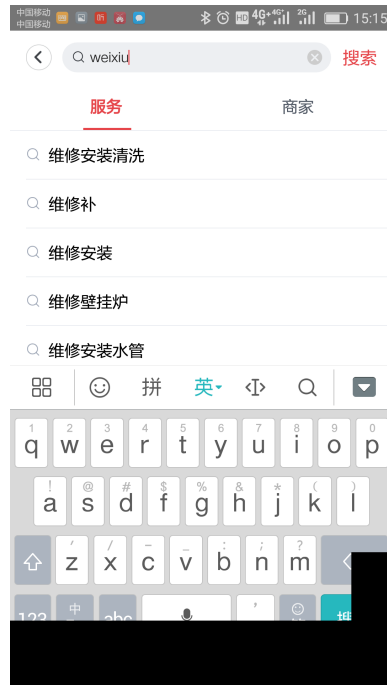 中国移动
中国移动
HD 4G+ 4G+ 2G 15:15
weixiu 搜索
服务 商家
维修安装清洗
维修补
维修安装
维修壁挂炉
维修安装水管
拼 英
1 2 3 4 5 6 7 8 9 0
q w e r t y u i o p
! @ # $ % & * ( )
a s d f g h j k l
z x c v b n m
123 中 abc